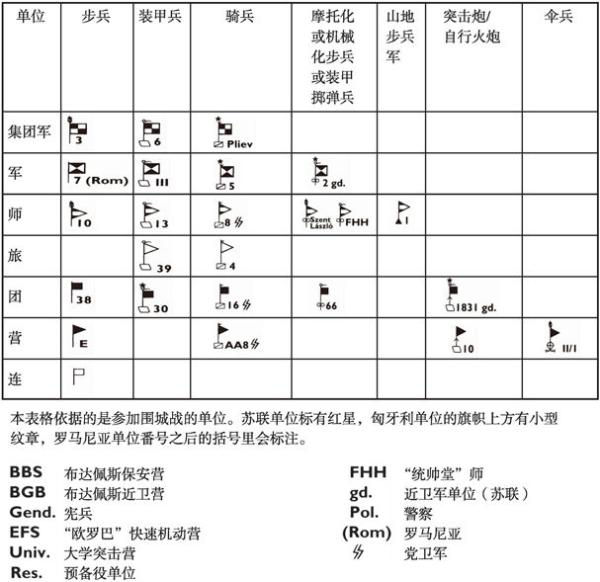 单位 步兵 装甲兵 骑兵 摩托化或机械化步兵或装甲掷弹兵 山地步兵军 突击炮/自行火炮 伞兵
集团军 3 6 Pliev
军 7 (Rom) III 5 2 gd.
师 10 13 8 ᛋᛋ Szent László FHH 1
旅 39 4
团 38 30 16 ᛋᛋ 66 1831 gd.
营 E AA8 ᛋᛋ 10 II/1
连
本表格依据的是参加围城战的单位。苏联单位标有红星，匈牙利单位的旗帜上方有小型
纹章，罗马尼亚单位番号之后的括号里会标注。
BBS 布达佩斯保安营
BGB 布达佩斯近卫营
Gend. 宪兵
EFS “欧罗巴”快速机动营
Univ. 大学突击营
Res. 预备役单位
FHH “统帅堂”师
gd. 近卫军单位（苏联）
Pol. 警察
(Rom) 罗马尼亚
ᛋᛋ 党卫军